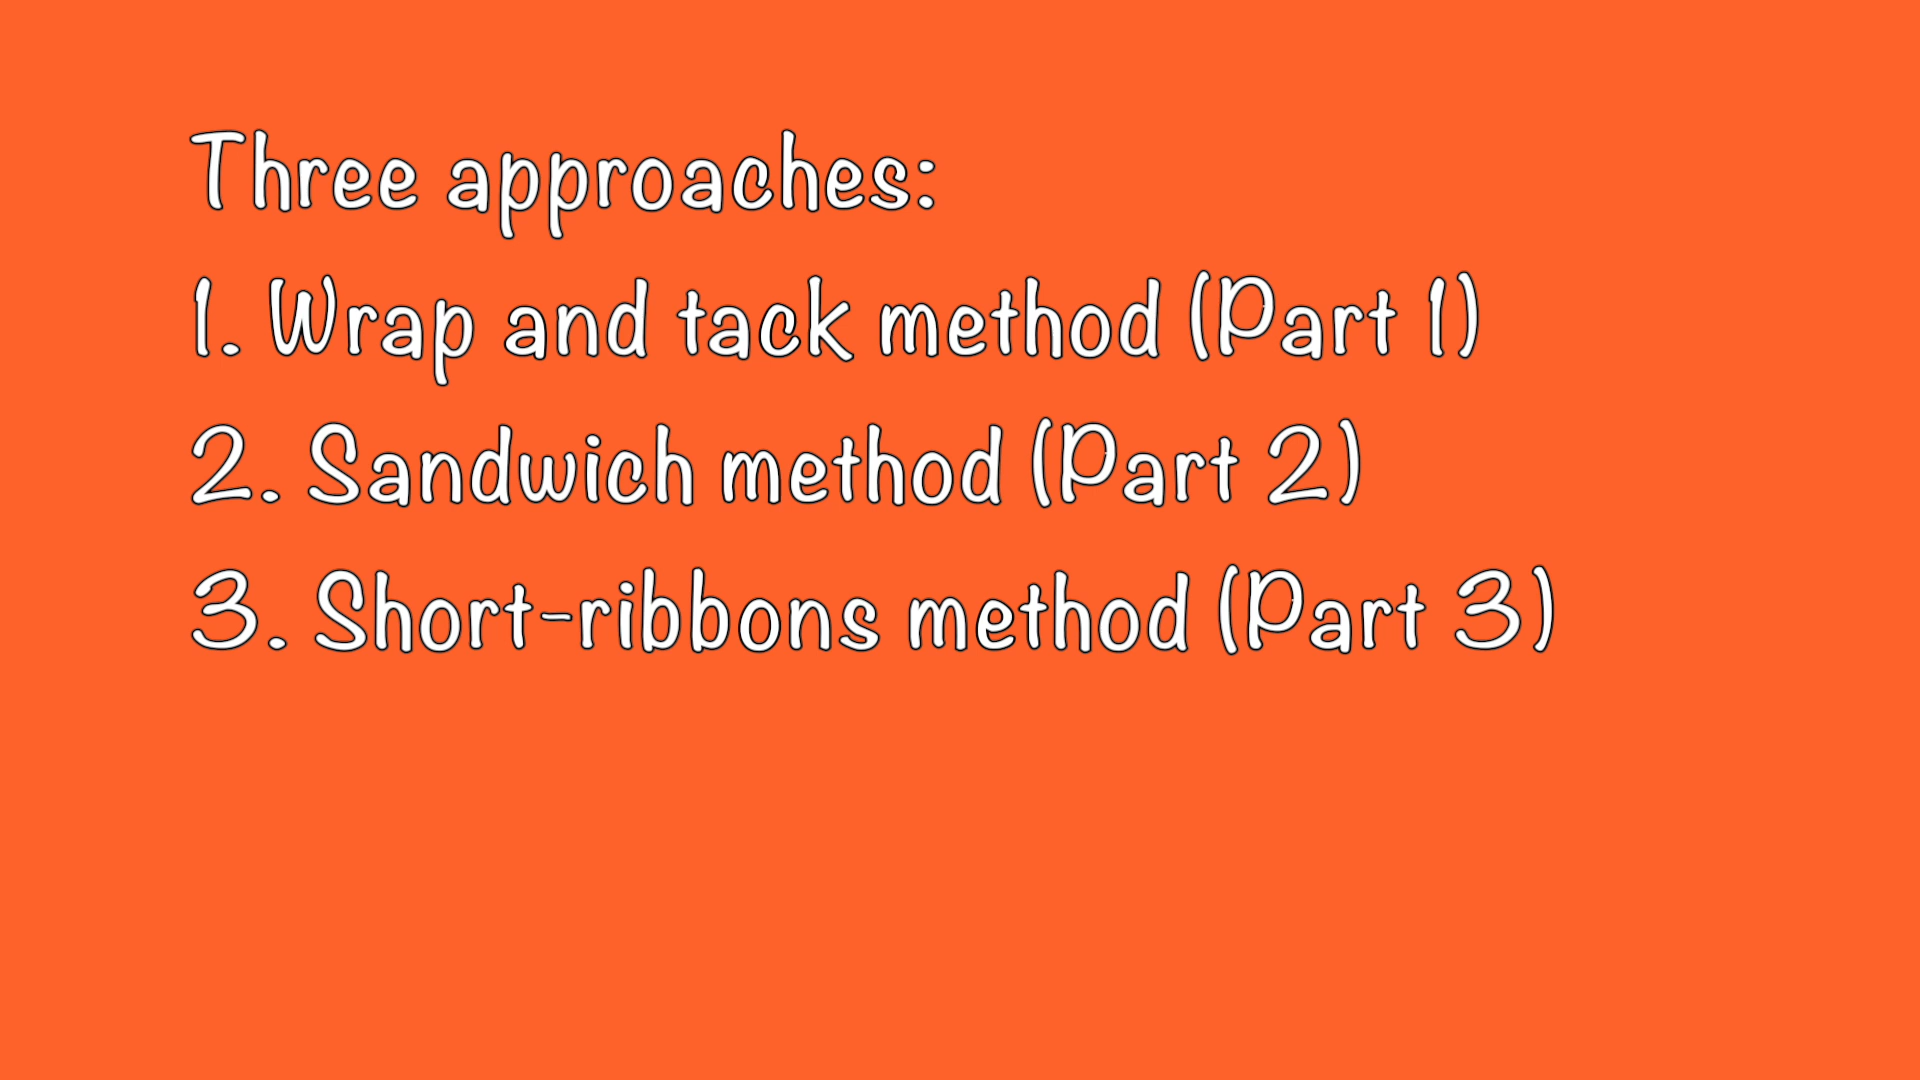 Three approaches:
1. Wrap and tack method (Part 1)
2. Sandwich method (Part 2)
3. Short-ribbons method (Part 3)